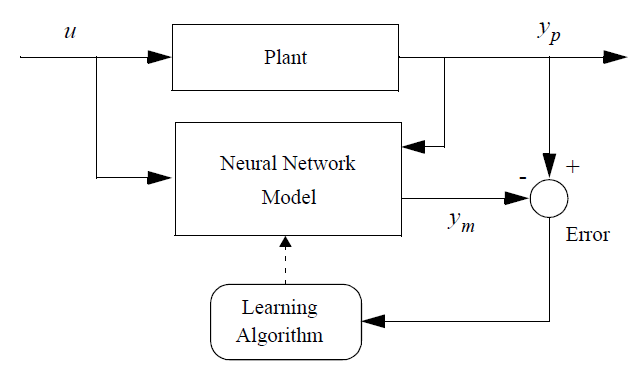 u
y_p
Plant
Neural Network
Model
- +
y_m
Error
Learning
Algorithm